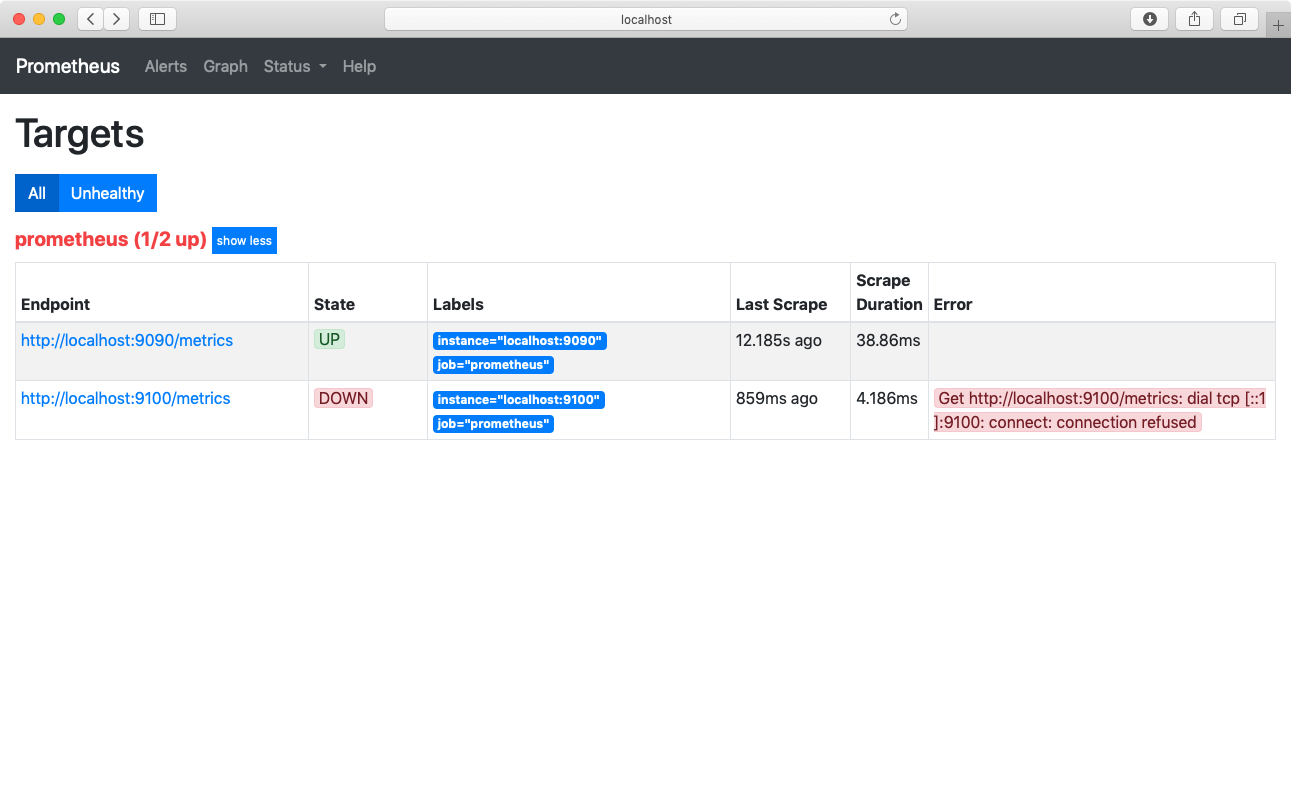 localhost
Prometheus Alerts Graph Status Help
Targets
All Unhealthy
prometheus (1/2 up) show less
Endpoint State Labels Last Scrape Scrape Duration Error
http://localhost:9090/metrics UP instance="localhost:9090" 12.185s ago 38.86ms
job="prometheus"
http://localhost:9100/metrics DOWN instance="localhost:9100" 859ms ago 4.186ms Get http://localhost:9100/metrics: dial tcp [::1
job="prometheus" ]:9100: connect: connection refused